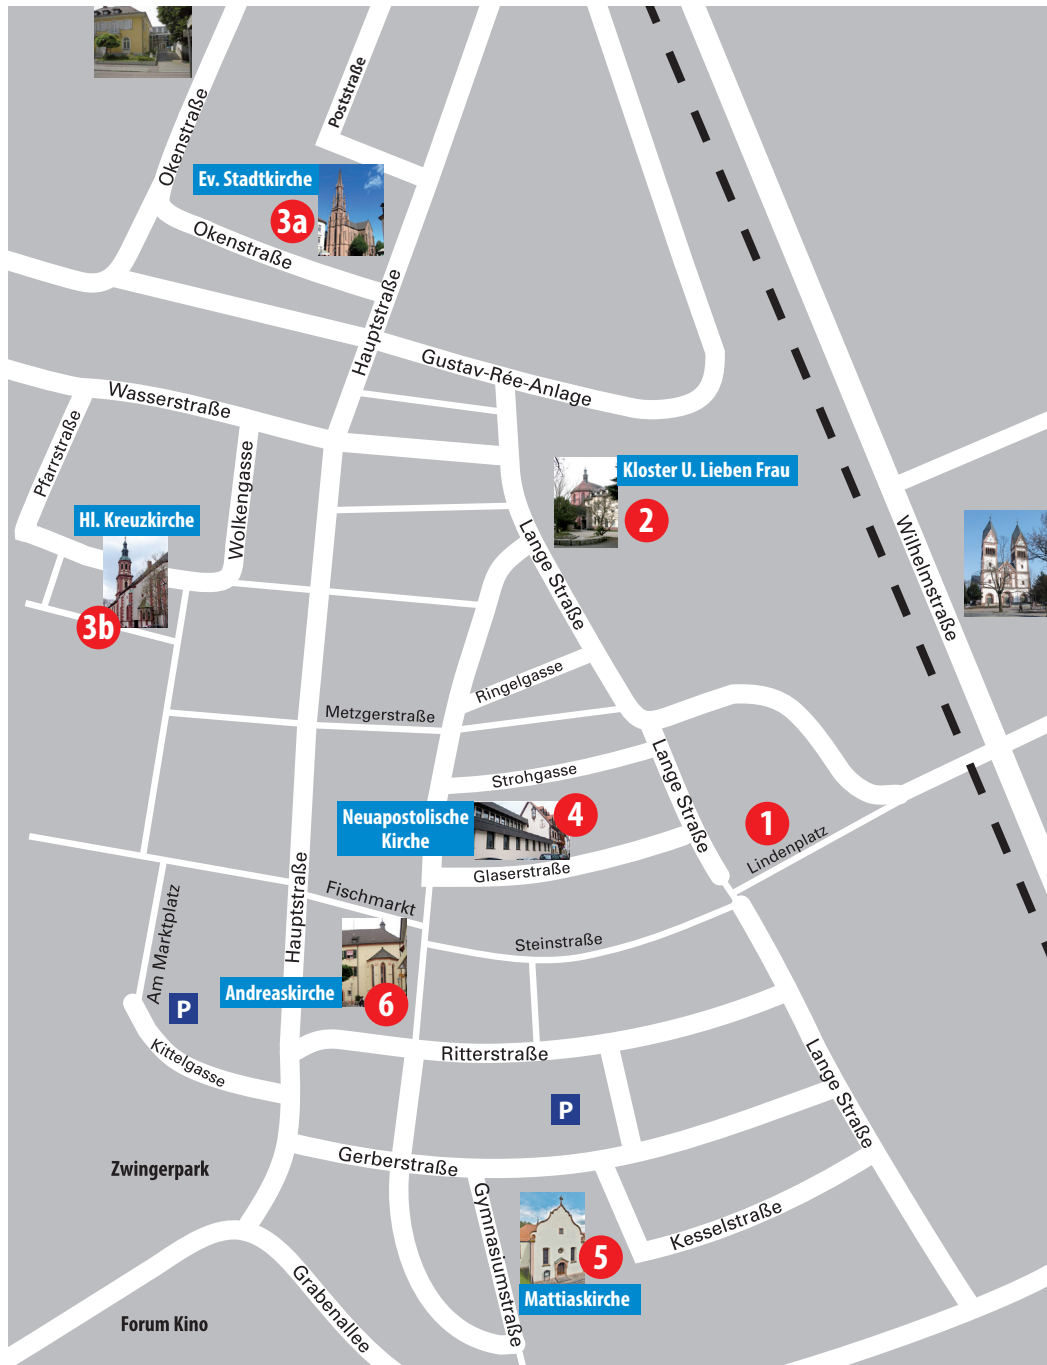 Poststraße
Okenstraße
Ev. Stadtkirche
3a
Okenstraße
Hauptstraße
Gustav-Rée-Anlage
Wasserstraße
Pfarrstraße
Wolkengasse
Kloster U. Lieben Frau
2
Hl. Kreuzkirche
3b
Lange Straße
Wilhelmstraße
Ringelgasse
Metzgerstraße
Strohgasse
Lange Straße
Neuapostolische
Kirche
4
1
Lindenplatz
Glaserstraße
Hauptstraße
Fischmarkt
Am Marktplatz
Steinstraße
Andreaskirche
6
P
Kittelgasse
Ritterstraße
Lange Straße
P
Zwingerpark
Gerberstraße
Gymnasiumstraße
Kesselstraße
5
Mattiaskirche
Grabenallee
Forum Kino